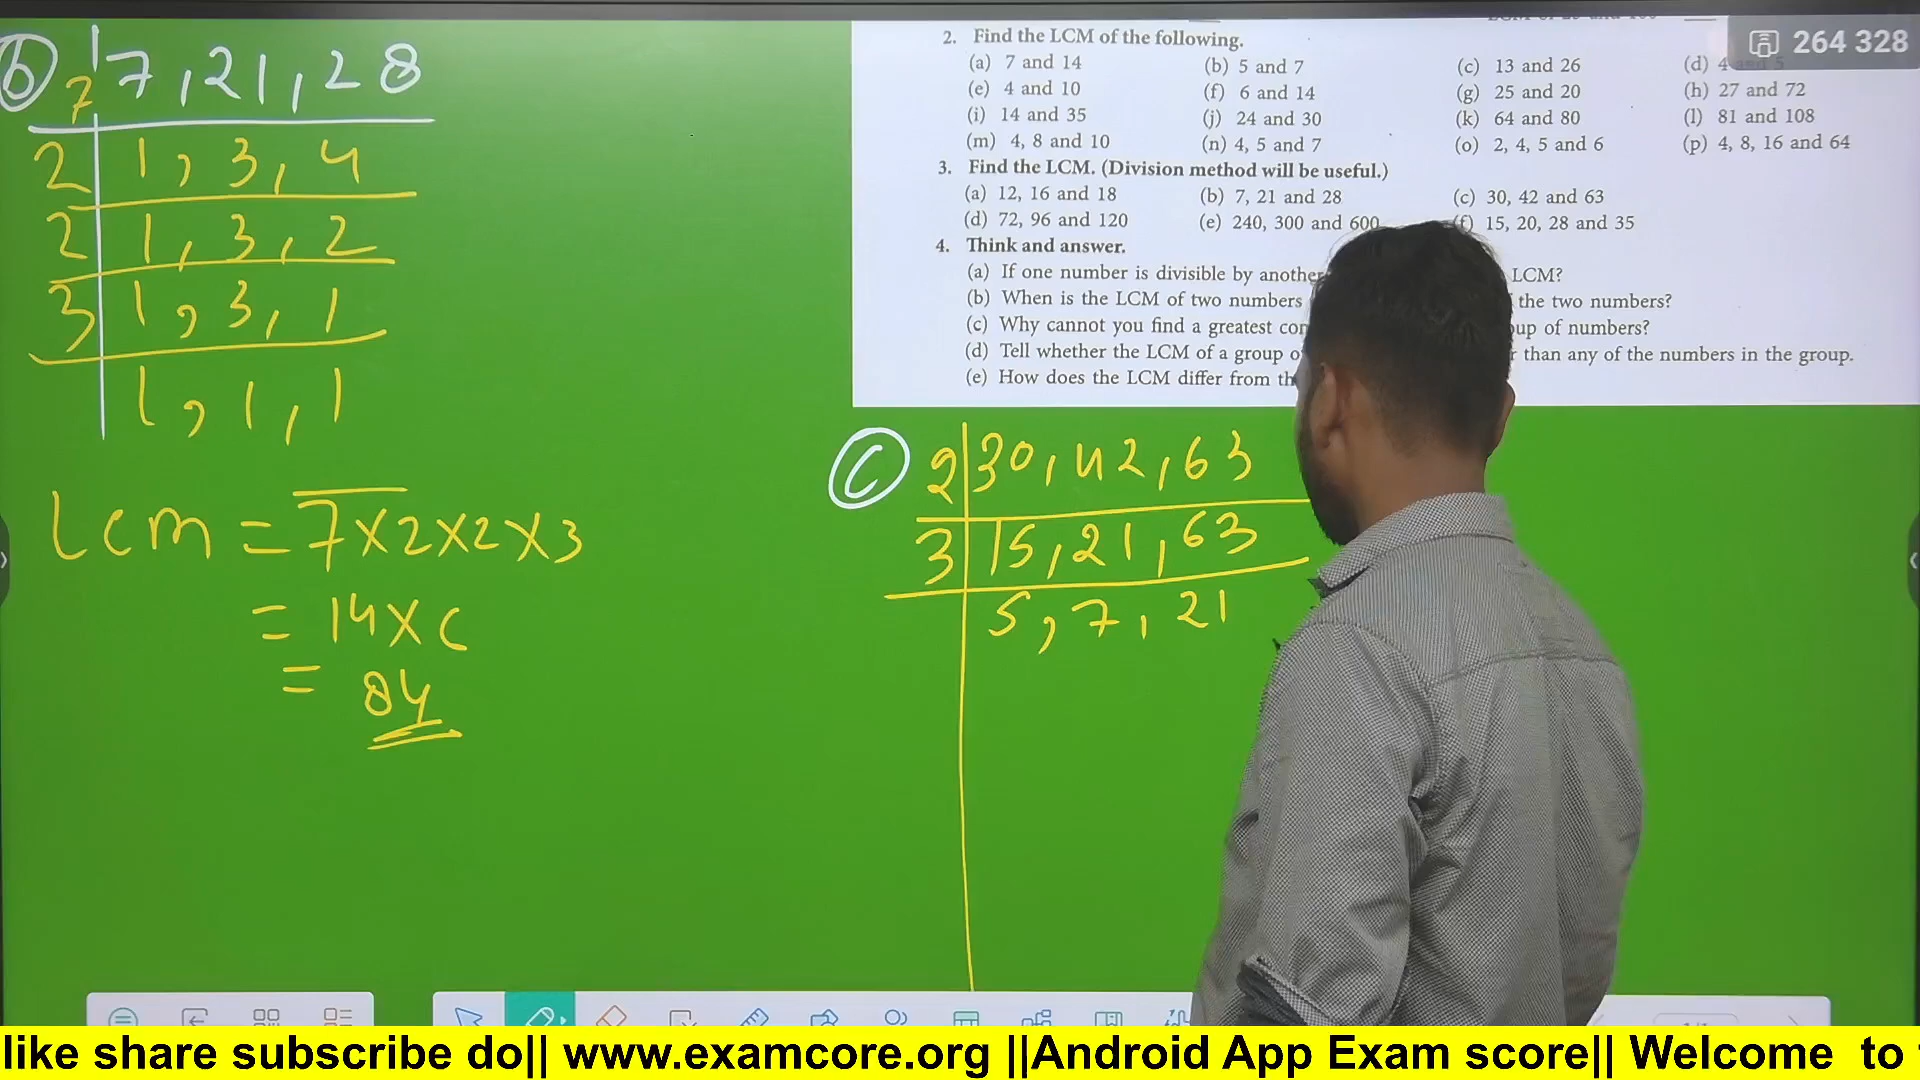 (b) 7 | 7, 21, 28
2 | 1, 3, 4
2 | 1, 3, 2
3 | 1, 3, 1
1, 1, 1
LCM = 7 X 2 X 2 X 3
= 14 X 6
= 84
264 328
2. Find the LCM of the following.
(a) 7 and 14 (b) 5 and 7 (c) 13 and 26 (d) 4 and 5
(e) 4 and 10 (f) 6 and 14 (g) 25 and 20 (h) 27 and 72
(i) 14 and 35 (j) 24 and 30 (k) 64 and 80 (l) 81 and 108
(m) 4, 8 and 10 (n) 4, 5 and 7 (o) 2, 4, 5 and 6 (p) 4, 8, 16 and 64
3. Find the LCM. (Division method will be useful.)
(a) 12, 16 and 18 (b) 7, 21 and 28 (c) 30, 42 and 63
(d) 72, 96 and 120 (e) 240, 300 and 600 (f) 15, 20, 28 and 35
4. Think and answer.
(a) If one number is divisible by another LCM?
(b) When is the LCM of two numbers the two numbers?
(c) Why cannot you find a greatest of numbers?
(d) Tell whether the LCM of a group than any of the numbers in the group.
(e) How does the LCM differ from
(c) 2 | 30, 42, 63
3 | 15, 21, 63
5, 7, 21
like share subscribe do|| www.examcore.org ||Android App Exam score|| Welcome to